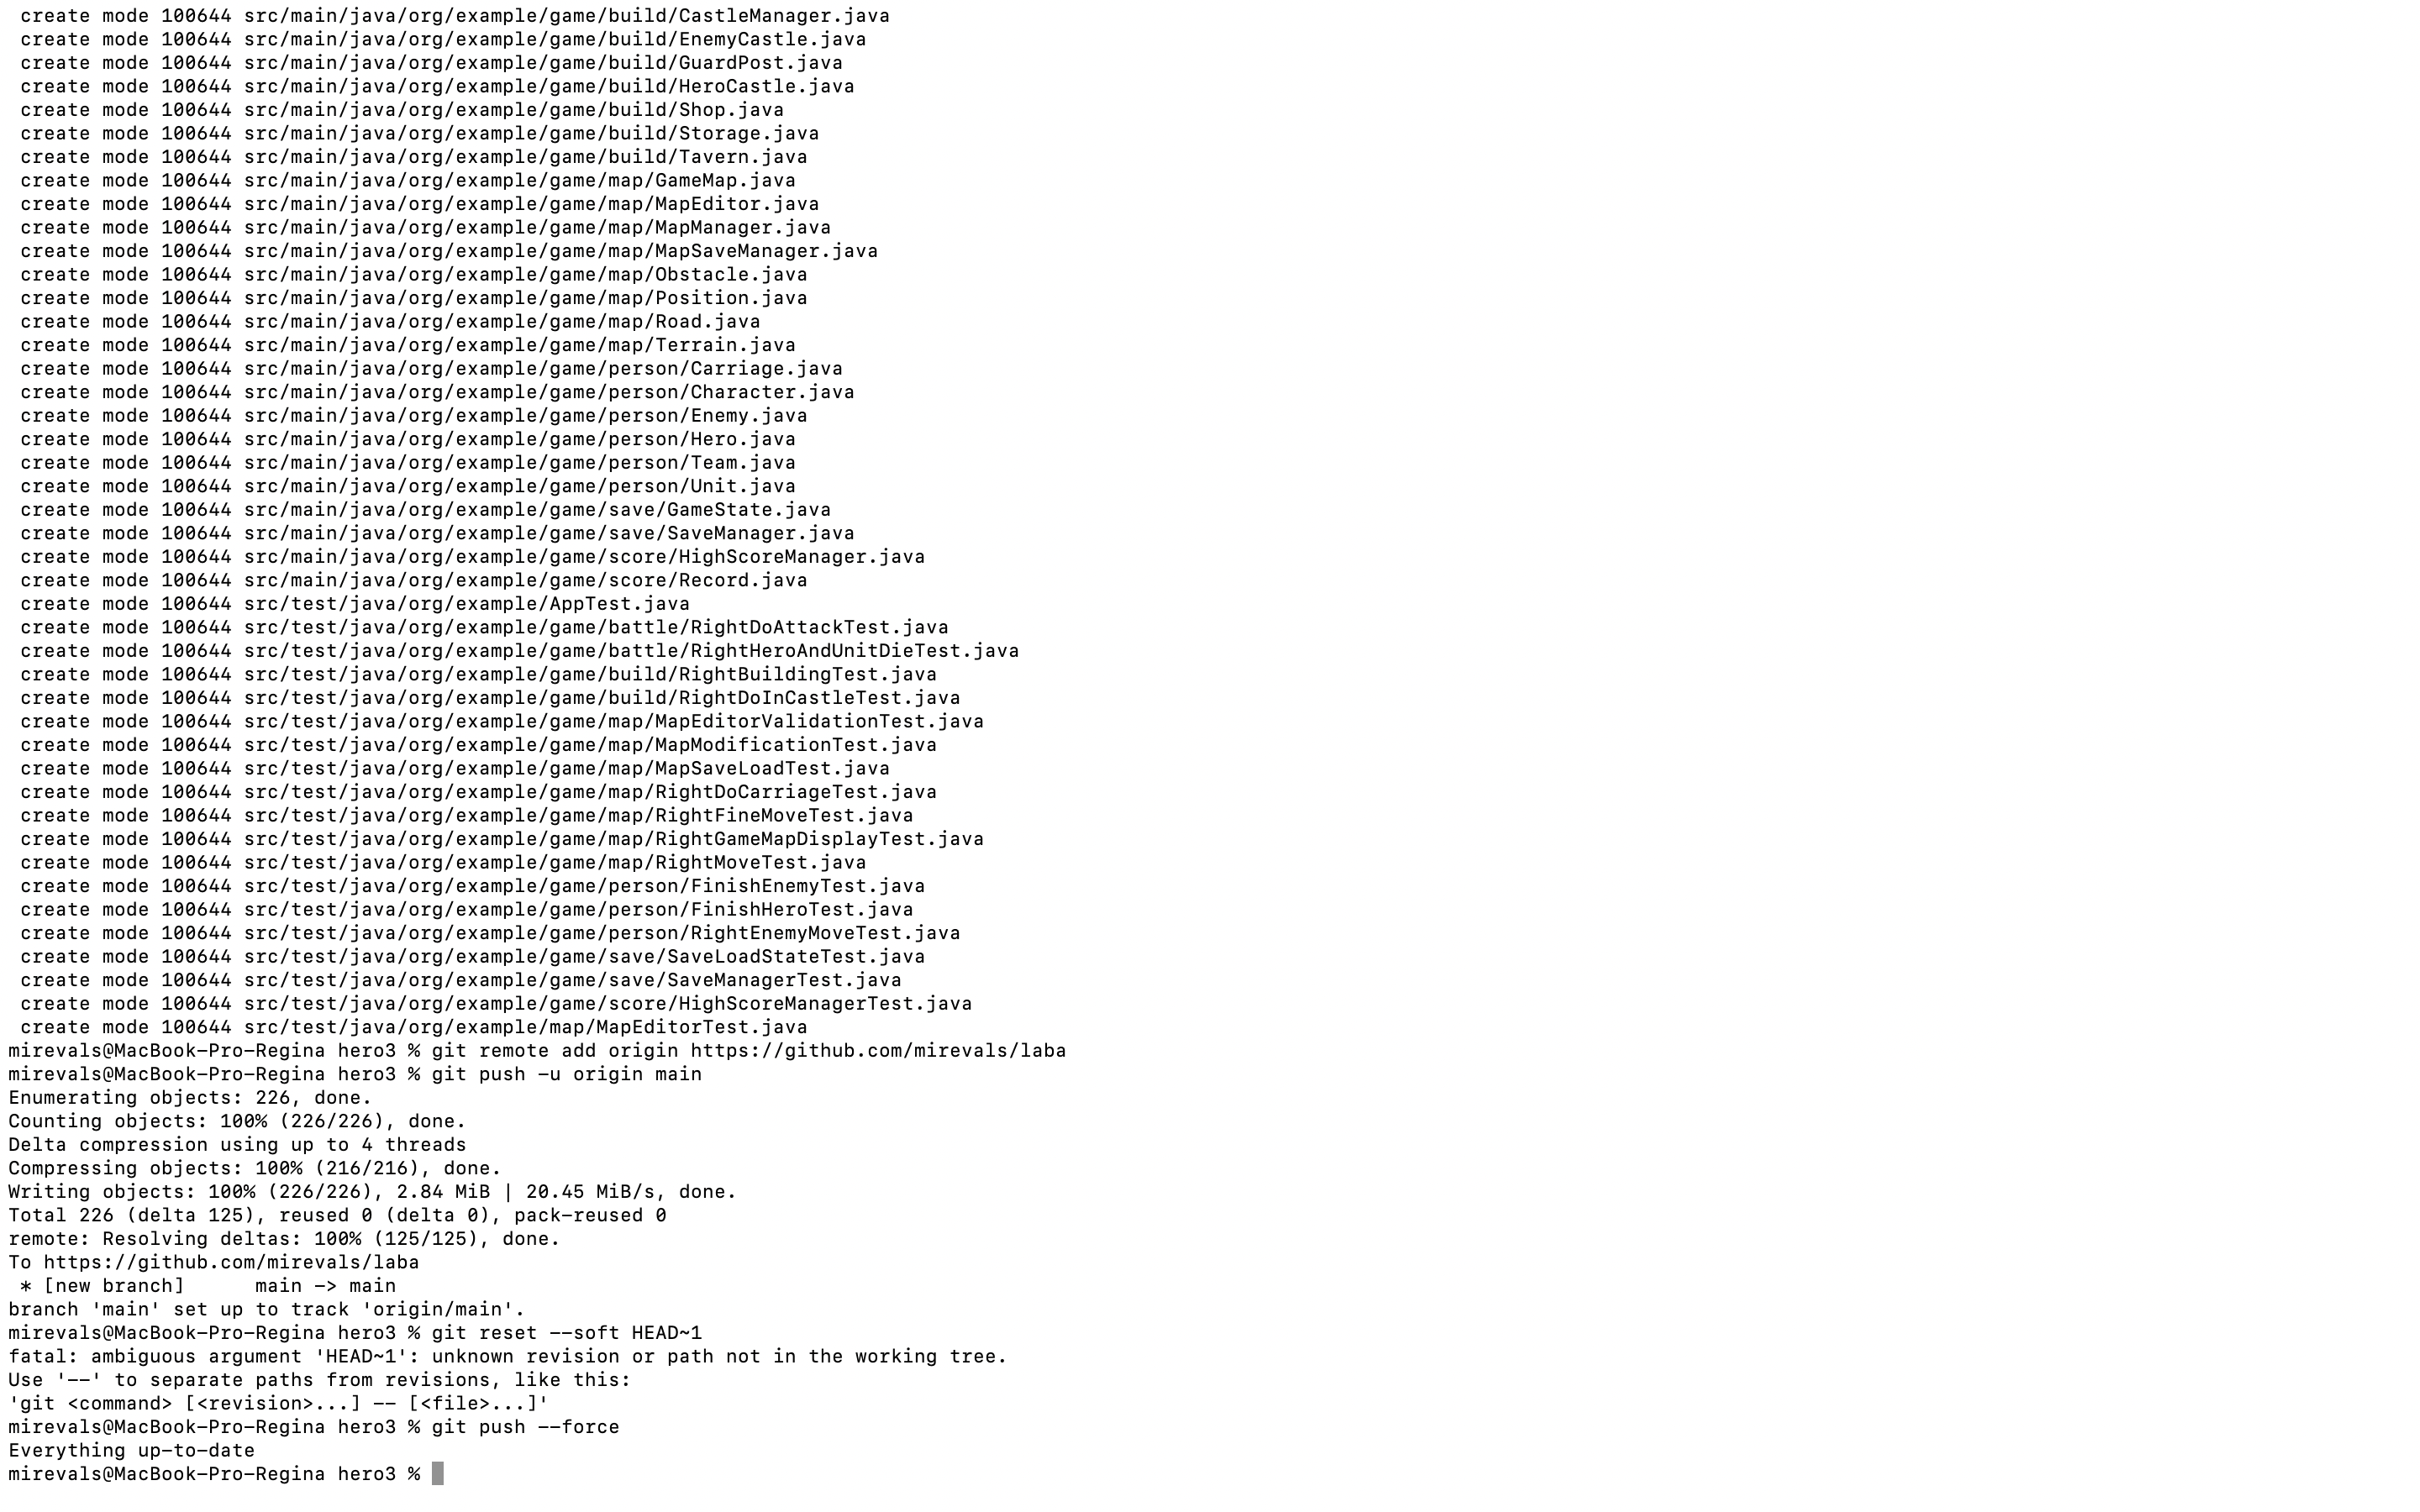 create mode 100644 src/main/java/org/example/game/build/CastleManager.java
create mode 100644 src/main/java/org/example/game/build/EnemyCastle.java
create mode 100644 src/main/java/org/example/game/build/GuardPost.java
create mode 100644 src/main/java/org/example/game/build/HeroCastle.java
create mode 100644 src/main/java/org/example/game/build/Shop.java
create mode 100644 src/main/java/org/example/game/build/Storage.java
create mode 100644 src/main/java/org/example/game/build/Tavern.java
create mode 100644 src/main/java/org/example/game/map/GameMap.java
create mode 100644 src/main/java/org/example/game/map/MapEditor.java
create mode 100644 src/main/java/org/example/game/map/MapManager.java
create mode 100644 src/main/java/org/example/game/map/MapSaveManager.java
create mode 100644 src/main/java/org/example/game/map/Obstacle.java
create mode 100644 src/main/java/org/example/game/map/Position.java
create mode 100644 src/main/java/org/example/game/map/Road.java
create mode 100644 src/main/java/org/example/game/map/Terrain.java
create mode 100644 src/main/java/org/example/game/person/Carriage.java
create mode 100644 src/main/java/org/example/game/person/Character.java
create mode 100644 src/main/java/org/example/game/person/Enemy.java
create mode 100644 src/main/java/org/example/game/person/Hero.java
create mode 100644 src/main/java/org/example/game/person/Team.java
create mode 100644 src/main/java/org/example/game/person/Unit.java
create mode 100644 src/main/java/org/example/game/save/GameState.java
create mode 100644 src/main/java/org/example/game/save/SaveManager.java
create mode 100644 src/main/java/org/example/game/score/HighScoreManager.java
create mode 100644 src/main/java/org/example/game/score/Record.java
create mode 100644 src/test/java/org/example/AppTest.java
create mode 100644 src/test/java/org/example/game/battle/RightDoAttackTest.java
create mode 100644 src/test/java/org/example/game/battle/RightHeroAndUnitDieTest.java
create mode 100644 src/test/java/org/example/game/build/RightBuildingTest.java
create mode 100644 src/test/java/org/example/game/build/RightDoInCastleTest.java
create mode 100644 src/test/java/org/example/game/map/MapEditorValidationTest.java
create mode 100644 src/test/java/org/example/game/map/MapModificationTest.java
create mode 100644 src/test/java/org/example/game/map/MapSaveLoadTest.java
create mode 100644 src/test/java/org/example/game/map/RightDoCarriageTest.java
create mode 100644 src/test/java/org/example/game/map/RightFineMoveTest.java
create mode 100644 src/test/java/org/example/game/map/RightGameMapDisplayTest.java
create mode 100644 src/test/java/org/example/game/map/RightMoveTest.java
create mode 100644 src/test/java/org/example/game/person/FinishEnemyTest.java
create mode 100644 src/test/java/org/example/game/person/FinishHeroTest.java
create mode 100644 src/test/java/org/example/game/person/RightEnemyMoveTest.java
create mode 100644 src/test/java/org/example/game/save/SaveLoadStateTest.java
create mode 100644 src/test/java/org/example/game/save/SaveManagerTest.java
create mode 100644 src/test/java/org/example/game/score/HighScoreManagerTest.java
create mode 100644 src/test/java/org/example/map/MapEditorTest.java
mirevals@MacBook-Pro-Regina hero3 % git remote add origin https://github.com/mirevals/laba
mirevals@MacBook-Pro-Regina hero3 % git push -u origin main
Enumerating objects: 226, done.
Counting objects: 100% (226/226), done.
Delta compression using up to 4 threads
Compressing objects: 100% (216/216), done.
Writing objects: 100% (226/226), 2.84 MiB | 20.45 MiB/s, done.
Total 226 (delta 125), reused 0 (delta 0), pack-reused 0
remote: Resolving deltas: 100% (125/125), done.
To https://github.com/mirevals/laba
* [new branch]      main -> main
branch 'main' set up to track 'origin/main'.
mirevals@MacBook-Pro-Regina hero3 % git reset --soft HEAD~1
fatal: ambiguous argument 'HEAD~1': unknown revision or path not in the working tree.
Use '--' to separate paths from revisions, like this:
'git <command> [<revision>...] -- [<file>...]'
mirevals@MacBook-Pro-Regina hero3 % git push --force
Everything up-to-date
mirevals@MacBook-Pro-Regina hero3 %